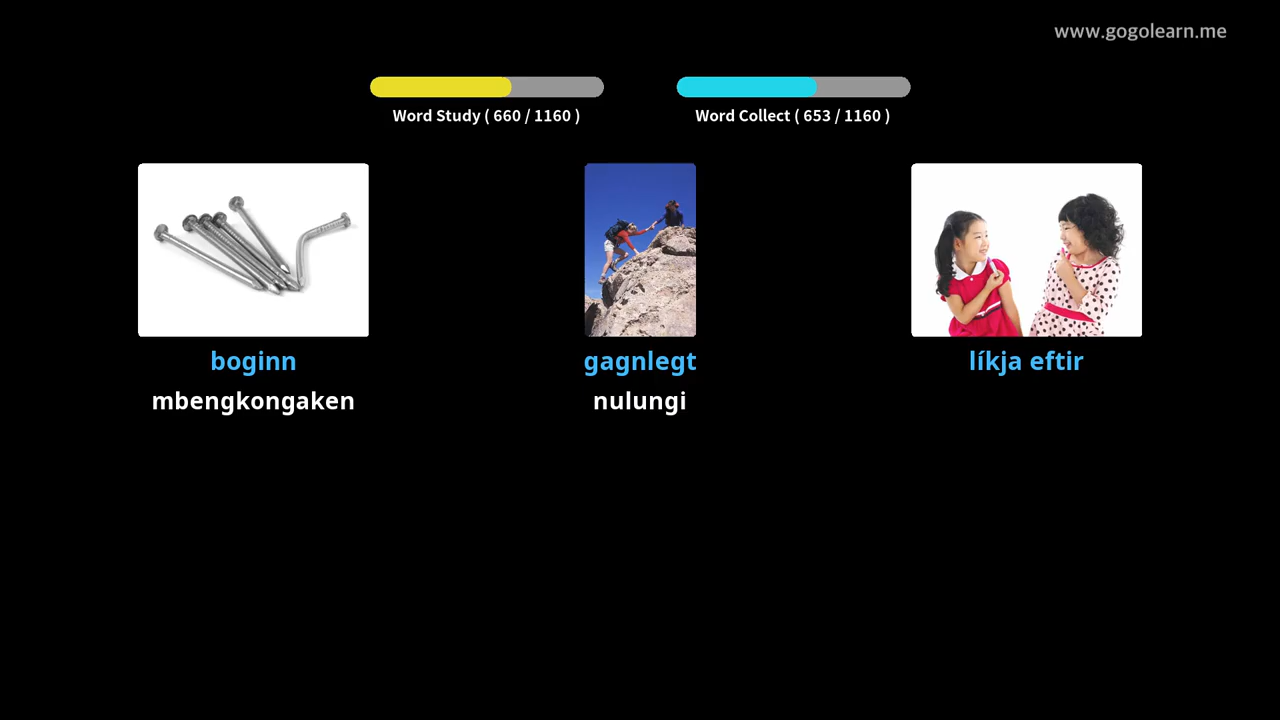 www.gogolearn.me
Word Study ( 660 / 1160 )
Word Collect ( 653 / 1160 )
boginn
gagnlegt
líkja eftir
mbengkongaken
nulungi